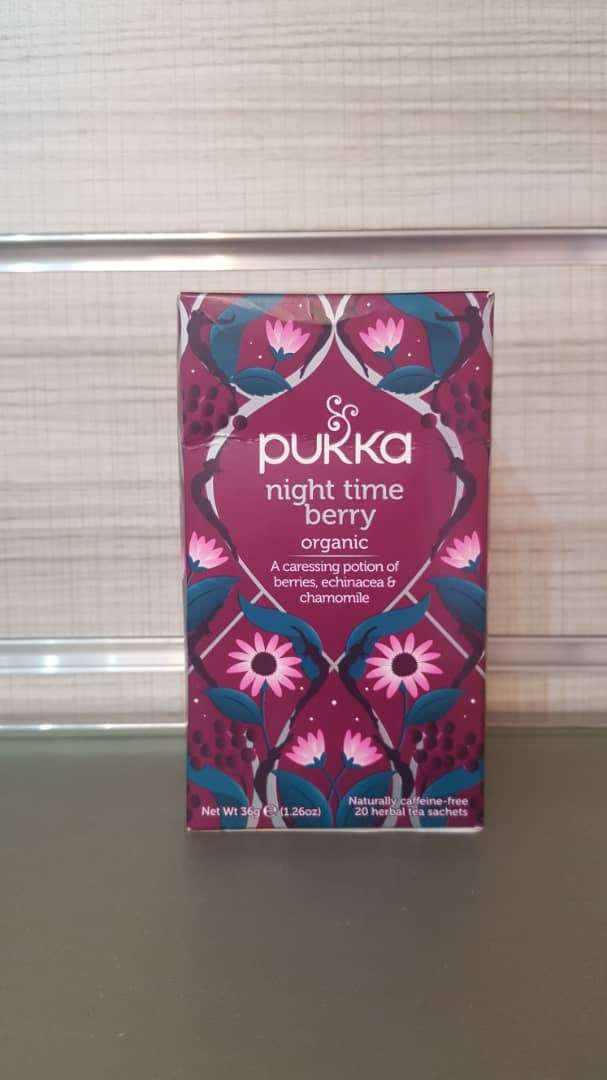 pukka
night time
berry
organic
A caressing potion of
berries, echinacea &
chamomile
Naturally caffeine-free
Net Wt 36g ℮ (1.26oz) 20 herbal tea sachets